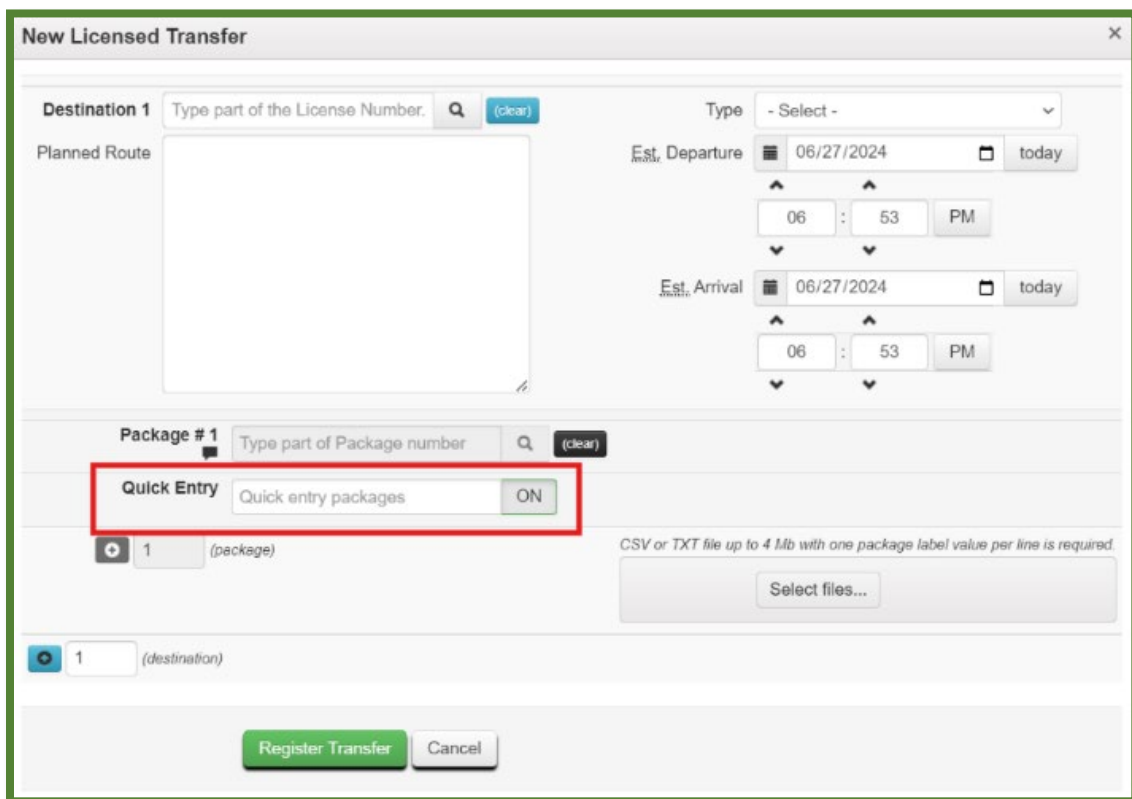 New Licensed Transfer ×
Destination 1 Type part of the License Number. (clear) Type - Select -
Planned Route Est. Departure 06/27/2024 today
06 : 53 PM
Est. Arrival 06/27/2024 today
06 : 53 PM
Package # 1 Type part of Package number (clear)
Quick Entry Quick entry packages ON
1 (package) CSV or TXT file up to 4 Mb with one package label value per line is required.
Select files...
1 (destination)
Register Transfer Cancel